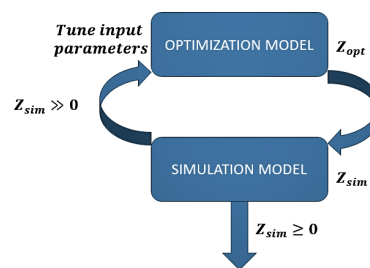 Tune input
parameters
OPTIMIZATION MODEL
Z_opt
Z_sim ≫ 0
SIMULATION MODEL
Z_sim
Z_sim ≥ 0